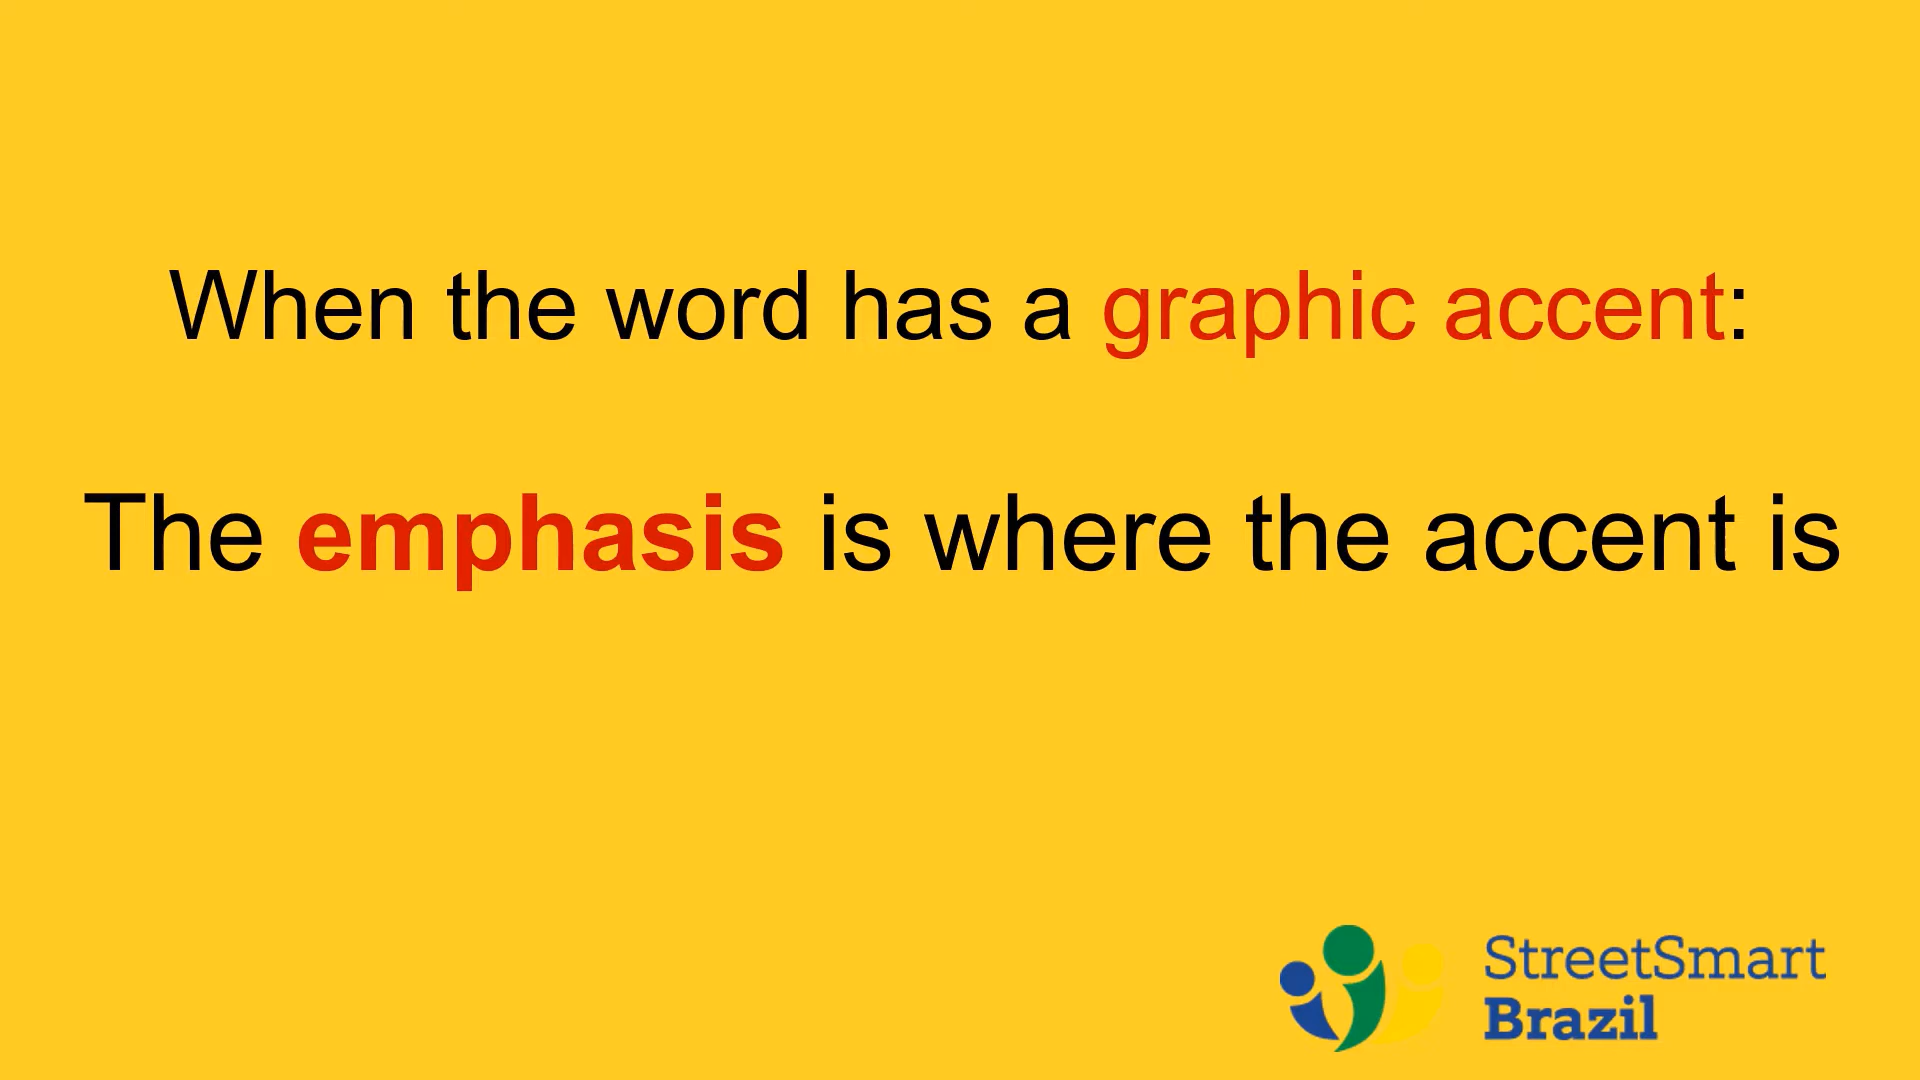 When the word has a graphic accent:
The emphasis is where the accent is
StreetSmart
Brazil